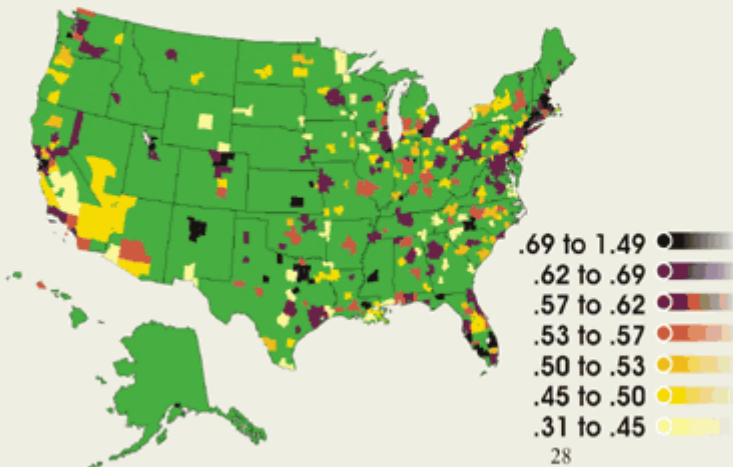 .69 to 1.49
.62 to .69
.57 to .62
.53 to .57
.50 to .53
.45 to .50
.31 to .45
28